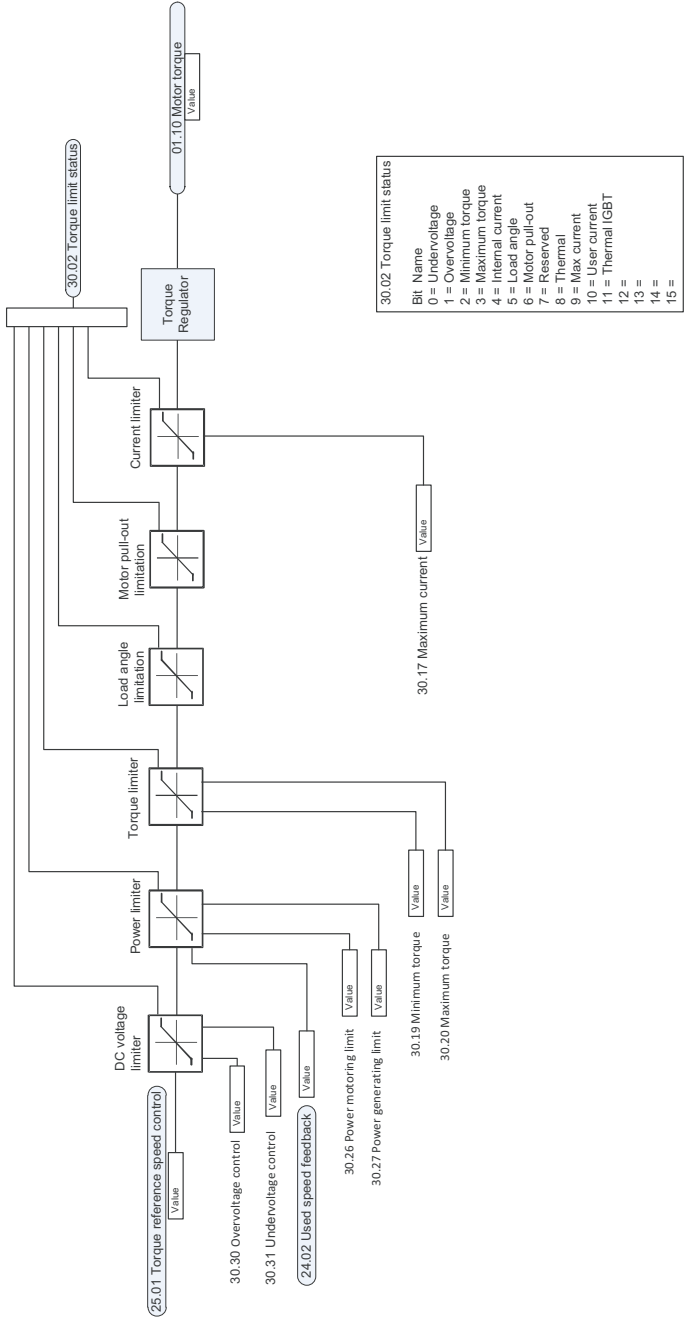 25.01 Torque reference speed control
Value
30.30 Overvoltage control
Value
30.31 Undervoltage control
Value
24.02 Used speed feedback
Value
30.26 Power motoring limit
Value
30.27 Power generating limit
Value
30.19 Minimum torque
Value
30.20 Maximum torque
Value
30.17 Maximum current
Value
DC voltage
limiter
Power limiter
Torque limiter
Load angle
limitation
Motor pull-out
limitation
Current limiter
Torque
Regulator
30.02 Torque limit status
01.10 Motor torque
Value
30.02 Torque limit status
Bit Name
0 = Undervoltage
1 = Overvoltage
2 = Minimum torque
3 = Maximum torque
4 = Internal current
5 = Load angle
6 = Motor pull-out
7 = Reserved
8 = Thermal
9 = Max current
10 = User current
11 = Thermal IGBT
12 =
13 =
14 =
15 =